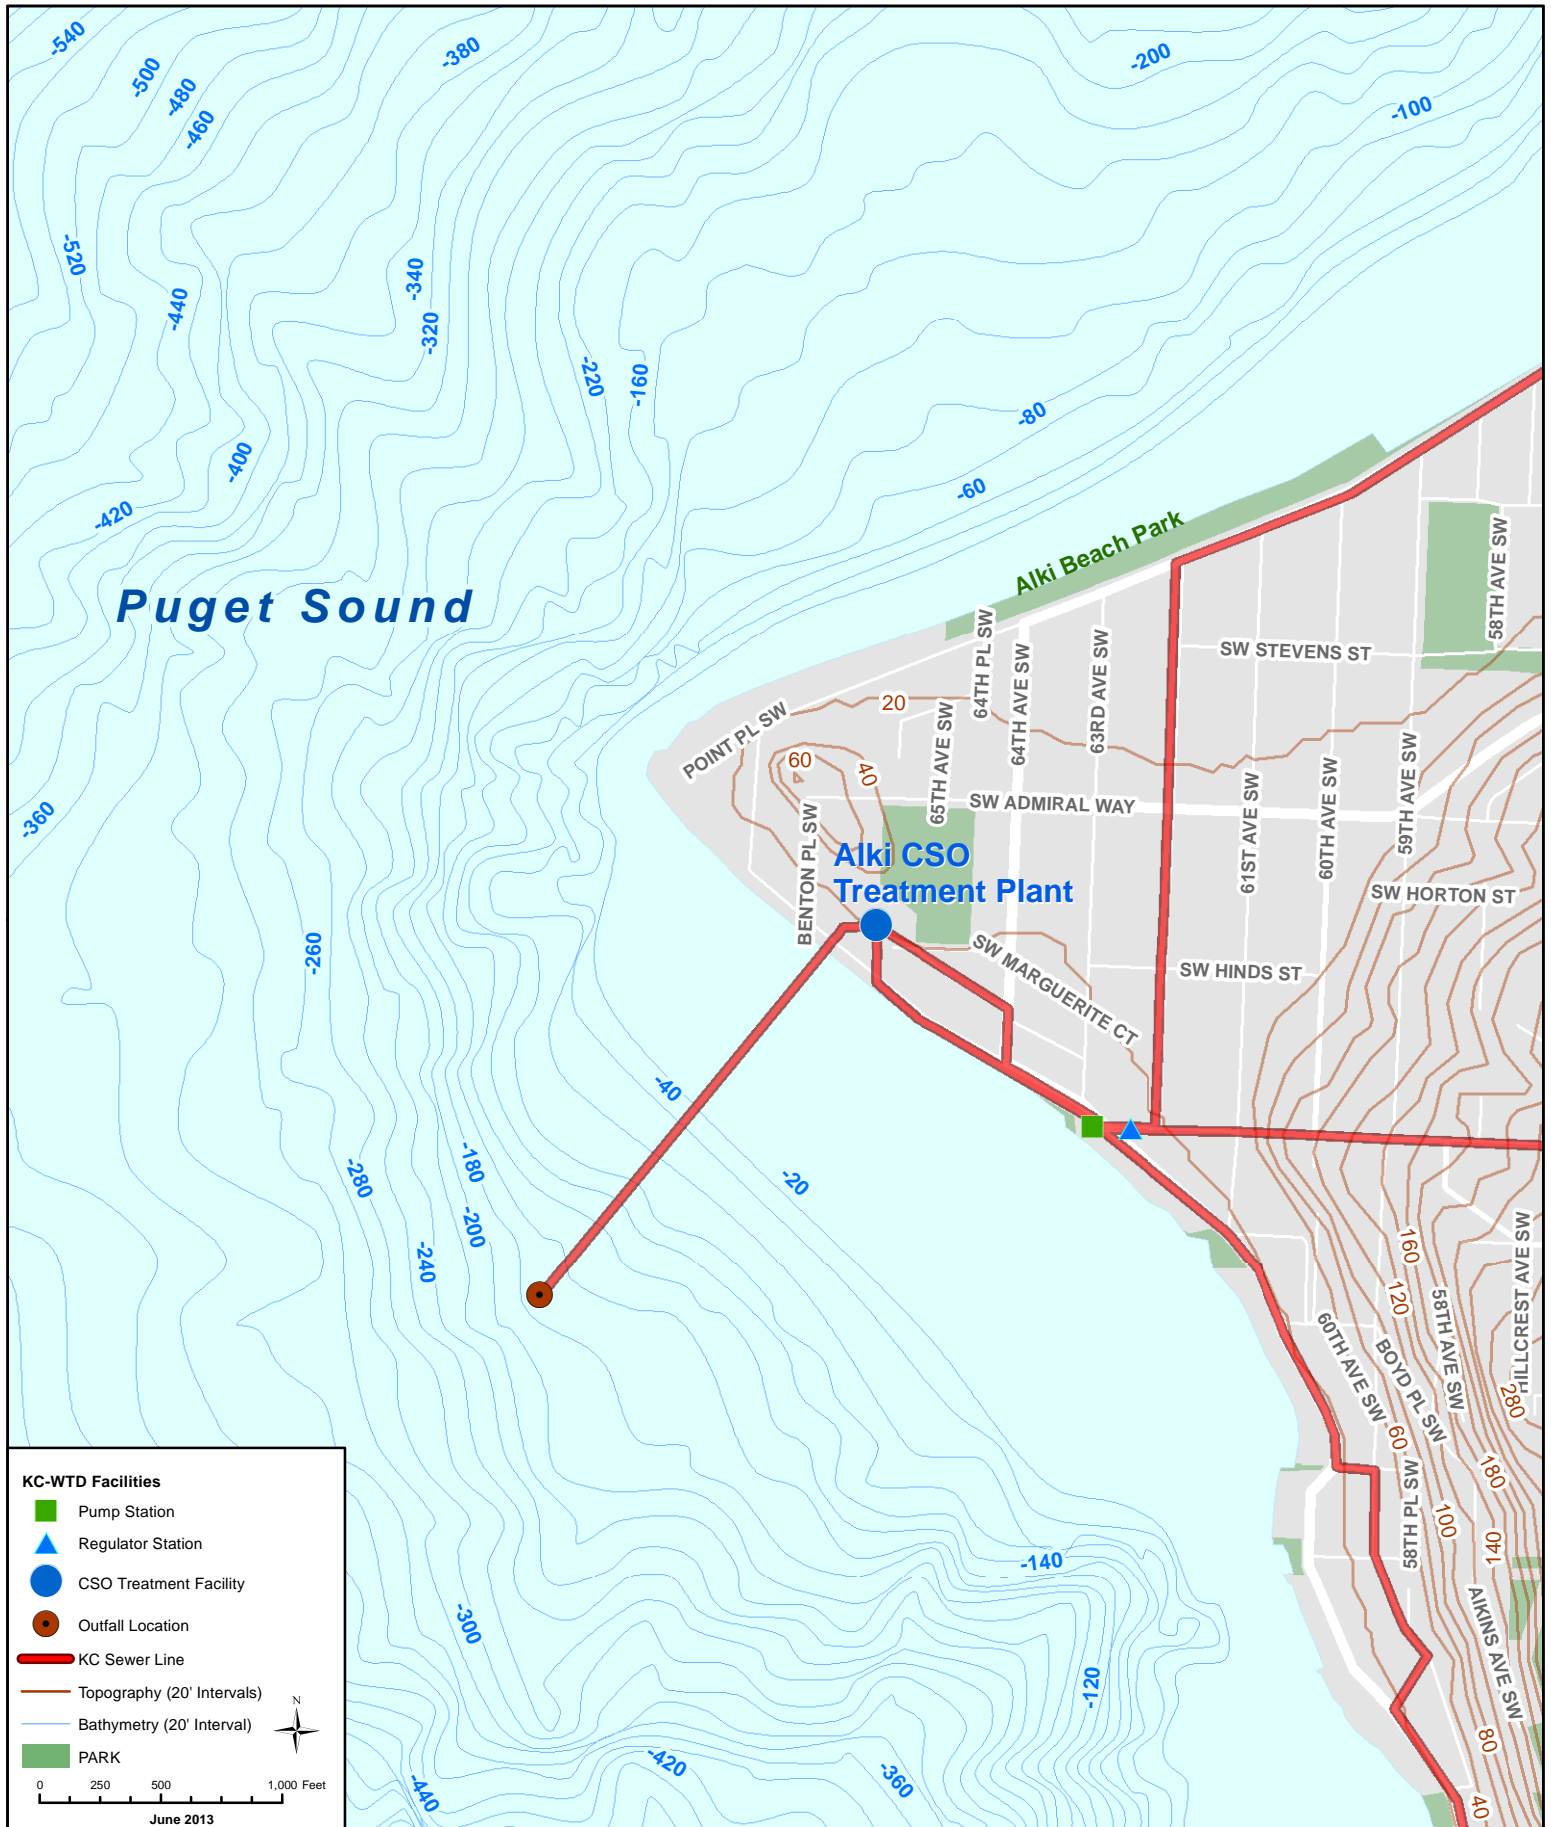 -540
-500
-480
-460
-380
-200
-100
-520
-440
-340
-320
-220
-160
-80
-60
-400
-420
Puget Sound
Alki Beach Park
58TH AVE SW
SW STEVENS ST
64TH PL SW
64TH AVE SW
63RD AVE SW
20
65TH AVE SW
POINT PL SW
60
40
SW ADMIRAL WAY
59TH AVE SW
60TH AVE SW
61ST AVE SW
-360
BENTON PL SW
Alki CSO
Treatment Plant
SW HORTON ST
SW MARGUERITE CT
SW HINDS ST
-260
-40
-20
-180
-280
-200
-240
160
120
58TH AVE SW
HILLCREST AVE SW
60TH AVE SW
BOYD PL SW
280
60
180
58TH PL SW
100
140
AIKINS AVE SW
80
40
-140
-120
-300
-420
-360
-440
KC-WTD Facilities
Pump Station
Regulator Station
CSO Treatment Facility
Outfall Location
KC Sewer Line
Topography (20' Intervals)
N
Bathymetry (20' Interval)
PARK
0 250 500 1,000 Feet
June 2013